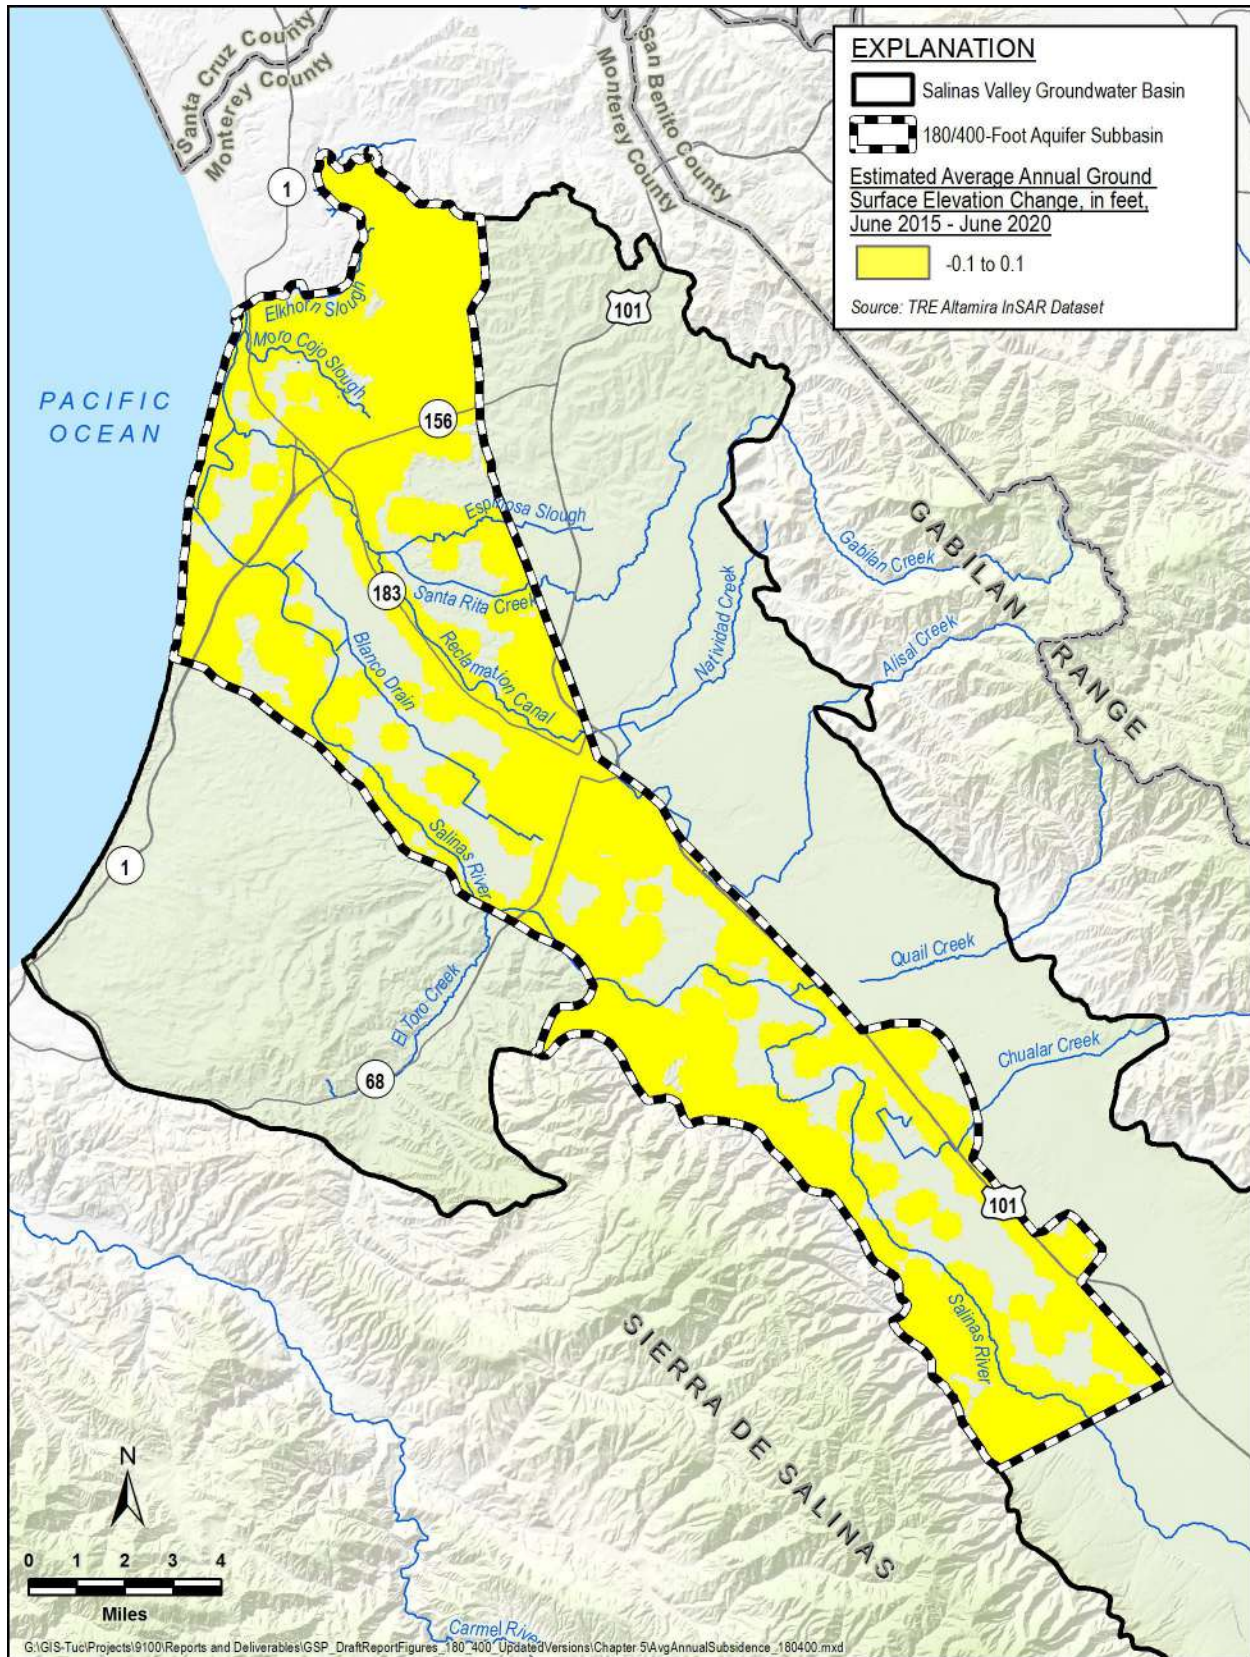 Santa Cruz County
Monterey County
San Benito County
Monterey County
EXPLANATION
Salinas Valley Groundwater Basin
180/400-Foot Aquifer Subbasin
Estimated Average Annual Ground
Surface Elevation Change, in feet,
June 2015 - June 2020
-0.1 to 0.1
Source: TRE Altamira InSAR Dataset
1
101
Elkhorn Slough
Moro Cojo Slough
PACIFIC
OCEAN
156
Espinosa Slough
GABILAN
RANGE
Gabilan Creek
183
Santa Rita Creek
Natividad Creek
Alisal Creek
Blanco Drain
Reclamation Canal
Salinas River
1
Quail Creek
El Toro Creek
Chualar Creek
68
101
Salinas River
SIERRA DE SALINAS
N
0 1 2 3 4
Miles
Carmel River
G:\GIS-Tuc\Projects\9100\Reports and Deliverables\GSP_DraftReportFigures_180_400_UpdatedVersions\Chapter 5\AvgAnnualSubsidence_180400.mxd